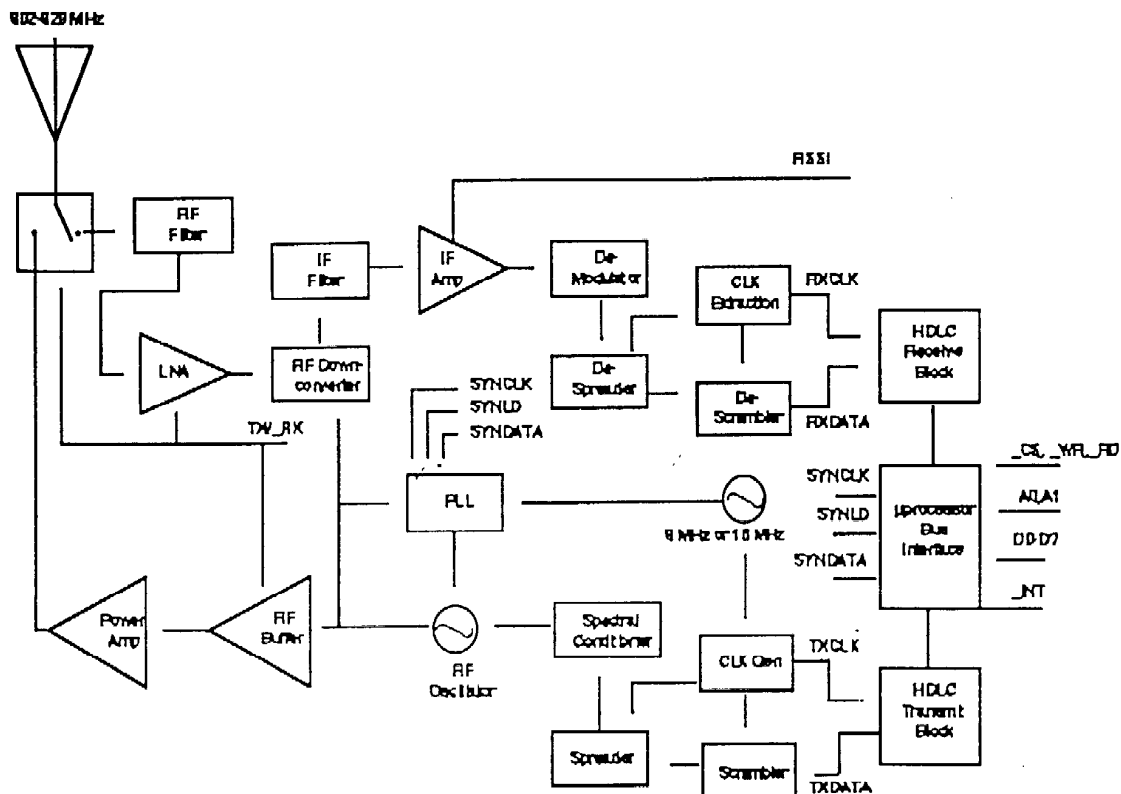 902-928 MHz
RSSI
RF
Filter
IF
Filter
IF
Amp
De-
Modulator
CLK
Extraction
RXCLK
HDLC
Receive
Block
LNA
RF Down-
converter
De-
Spreader
De-
Scrambler
RXDATA
SYNCLK
SYNLD
SYNDATA
_CS, _WR, _RD
SYNCLK
A0,A1
SYNLD
D0-D7
SYNDATA
_INT
PLL
µprocessor
Bus
Interface
Power
Amp
RF
Buffer
RF
Oscillator
Spectral
Conditioner
CLK Gen
TXCLK
HDLC
Transmit
Block
Spreader
Scrambler
TXDATA